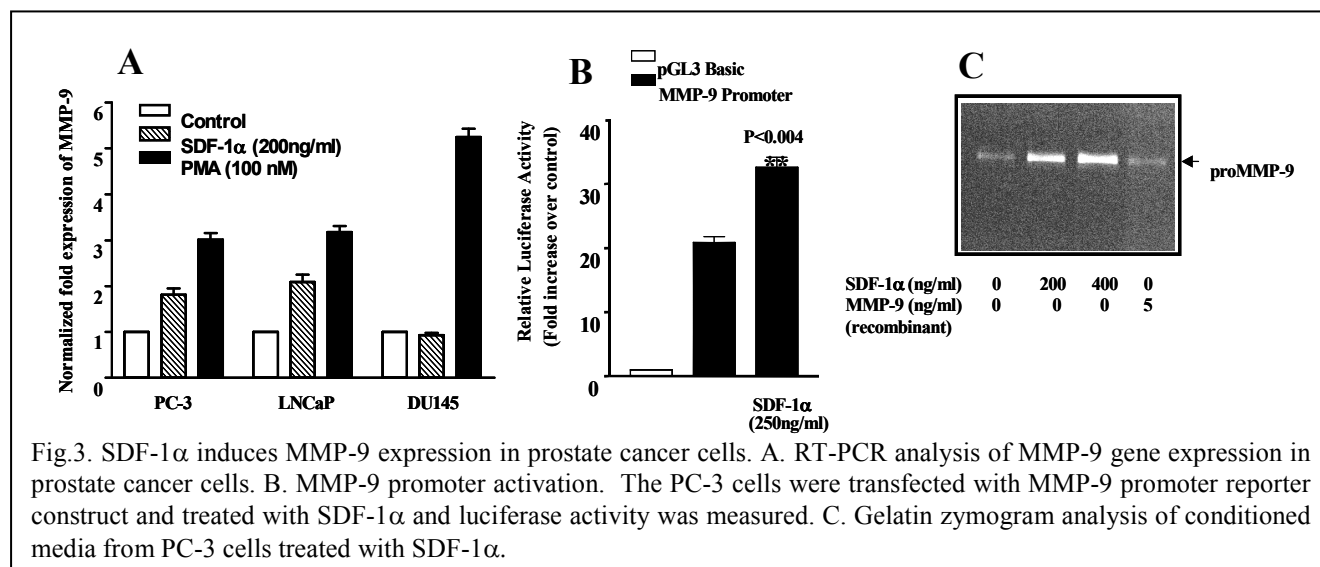 A
Normalized fold expression of MMP-9
6
5
4
3
2
1
0
Control
SDF-1α (200ng/ml)
PMA (100 nM)
PC-3 LNCaP DU145
B
pGL3 Basic
MMP-9 Promoter
Relative Luciferase Activity
(Fold increase over control)
40
30
20
10
0
P<0.004
**
SDF-1α
(250ng/ml)
C
proMMP-9
SDF-1α (ng/ml) 0 200 400 0
MMP-9 (ng/ml) 0 0 0 5
(recombinant)
Fig.3. SDF-1α induces MMP-9 expression in prostate cancer cells. A. RT-PCR analysis of MMP-9 gene expression in
prostate cancer cells. B. MMP-9 promoter activation. The PC-3 cells were transfected with MMP-9 promoter reporter
construct and treated with SDF-1α and luciferase activity was measured. C. Gelatin zymogram analysis of conditioned
media from PC-3 cells treated with SDF-1α.